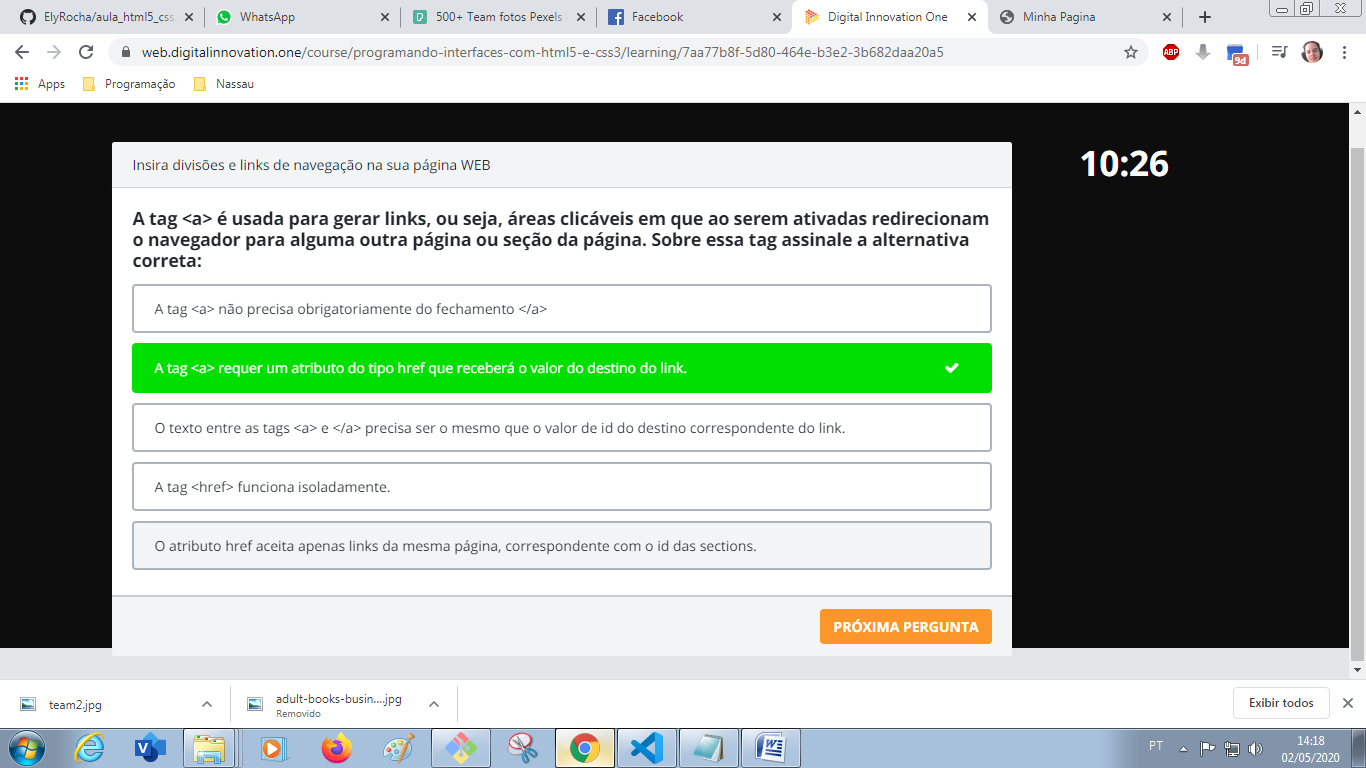 ElyRocha/aula_html5_css
WhatsApp
500+ Team fotos Pexels
Facebook
Digital Innovation One
Minha Pagina
web.digitalinnovation.one/course/programando-interfaces-com-html5-e-css3/learning/7aa77b8f-5d80-464e-b3e2-3b682daa20a5
ABP
9d
Apps
Programação
Nassau
Insira divisões e links de navegação na sua página WEB
10:26
A tag <a> é usada para gerar links, ou seja, áreas clicáveis em que ao serem ativadas redirecionam
o navegador para alguma outra página ou seção da página. Sobre essa tag assinale a alternativa
correta:
A tag <a> não precisa obrigatoriamente do fechamento </a>
A tag <a> requer um atributo do tipo href que receberá o valor do destino do link.
O texto entre as tags <a> e </a> precisa ser o mesmo que o valor de id do destino correspondente do link.
A tag <href> funciona isoladamente.
O atributo href aceita apenas links da mesma página, correspondente com o id das sections.
PRÓXIMA PERGUNTA
team2.jpg
adult-books-busin....jpg
Removido
Exibir todos
PT
14:18
02/05/2020